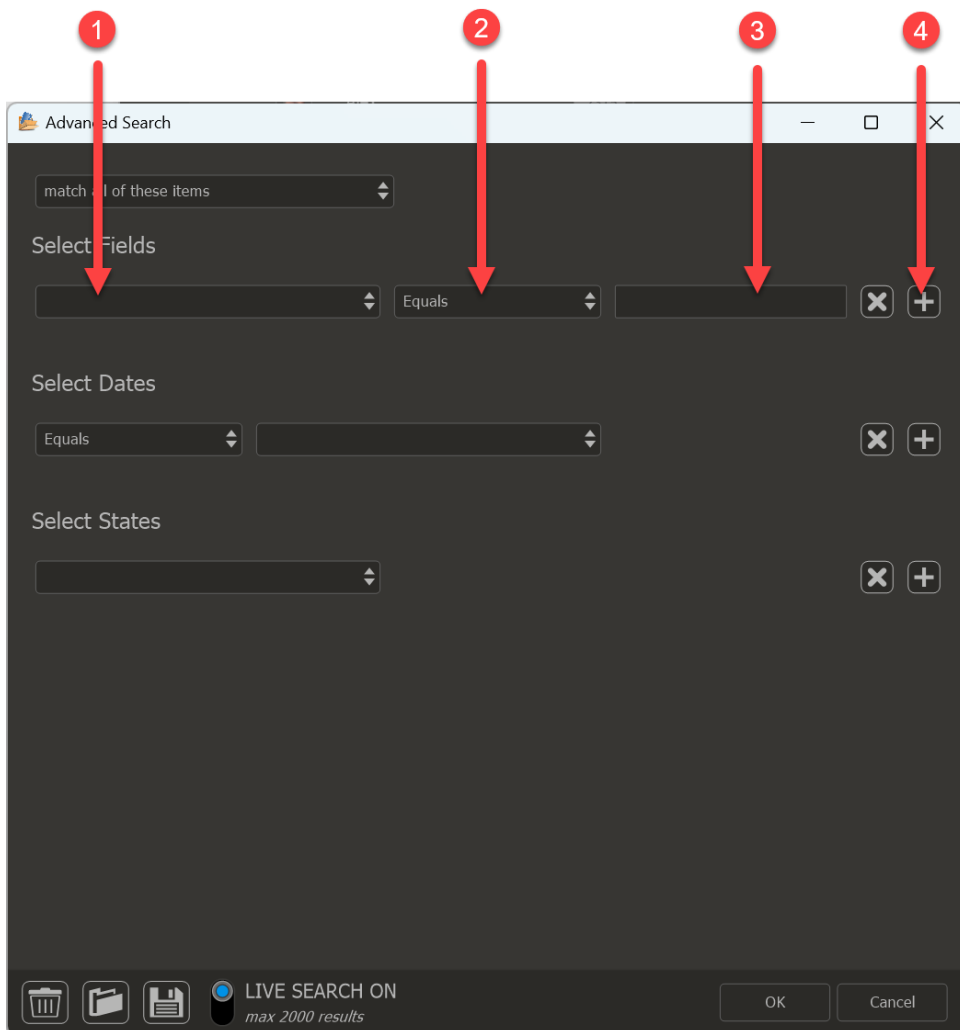 1
2
3
4
Advanced Search
match all of these items
Select Fields
Equals
Select Dates
Equals
Select States
LIVE SEARCH ON
max 2000 results
OK
Cancel